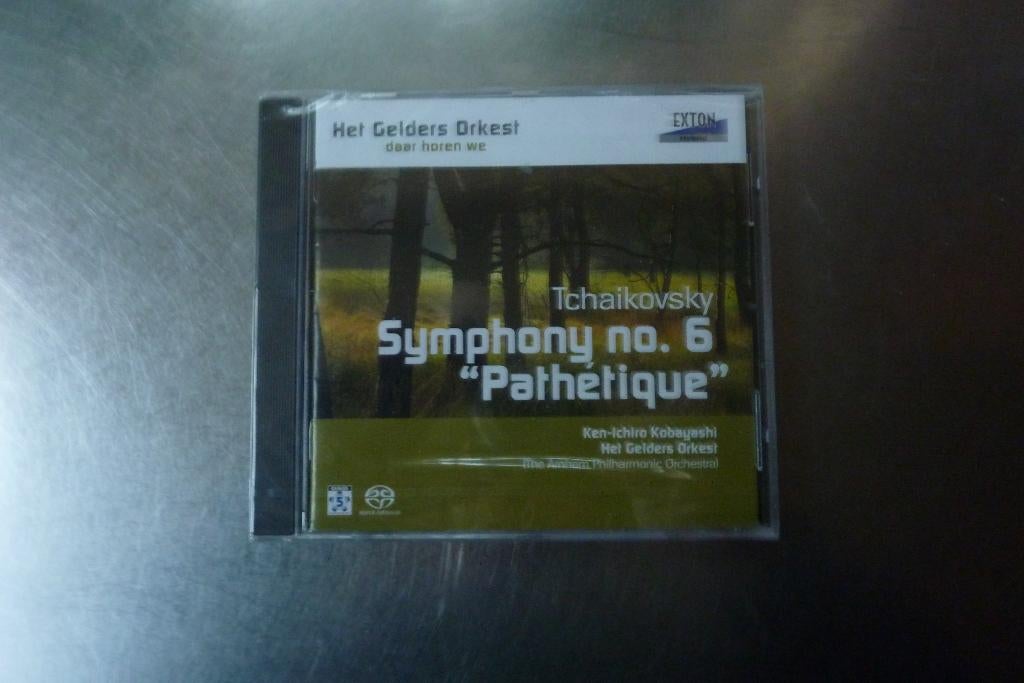 Het Gelders Orkest
daar horen we
EXTON
Tchaikovsky
Symphony no. 6
"Pathétique"
Ken-Ichiro Kobayashi
Het Gelders Orkest
(The Arnhem Philharmonic Orchestra)
5